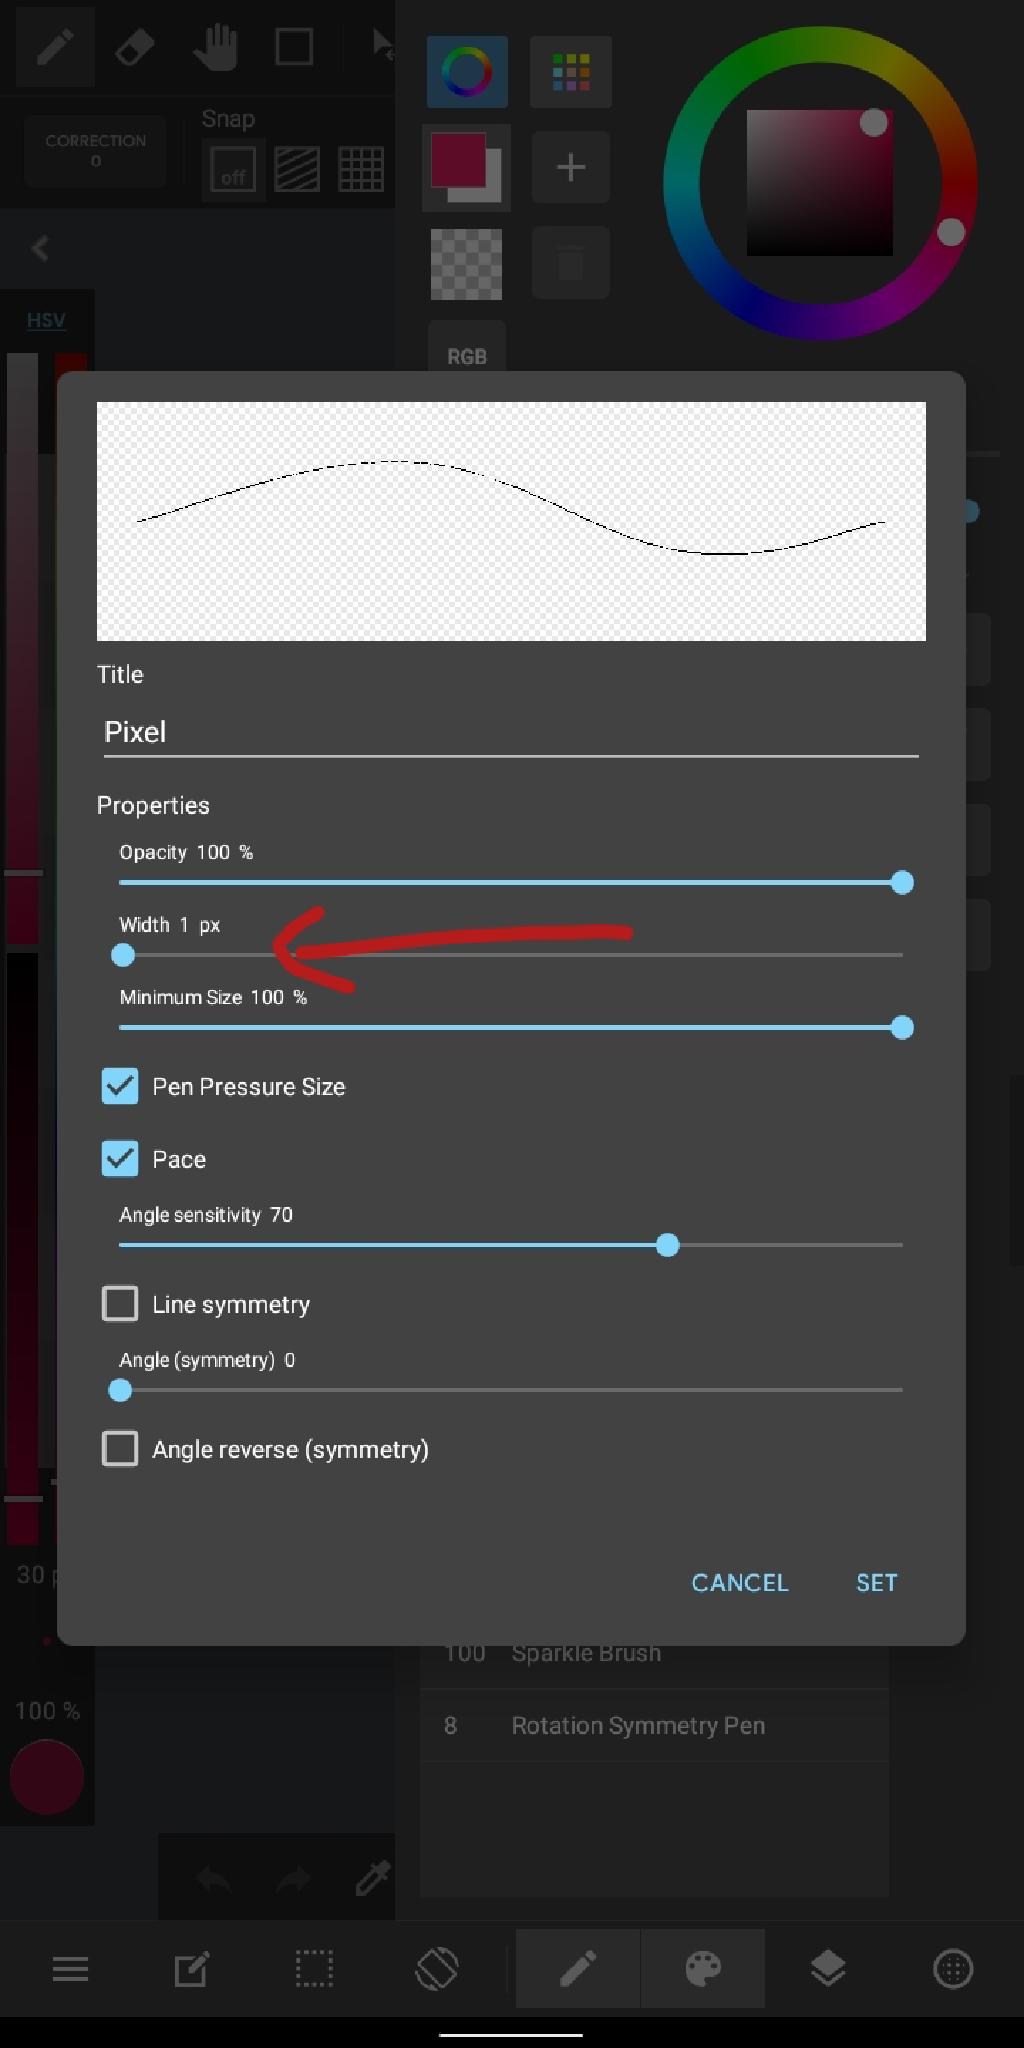 Snap
CORRECTION
0
off
HSV
RGB
Title
Pixel
Properties
Opacity 100 %
Width 1 px
Minimum Size 100 %
Pen Pressure Size
Pace
Angle sensitivity 70
Line symmetry
Angle (symmetry) 0
Angle reverse (symmetry)
30
CANCEL SET
100 Sparkle Brush
100 %
8 Rotation Symmetry Pen